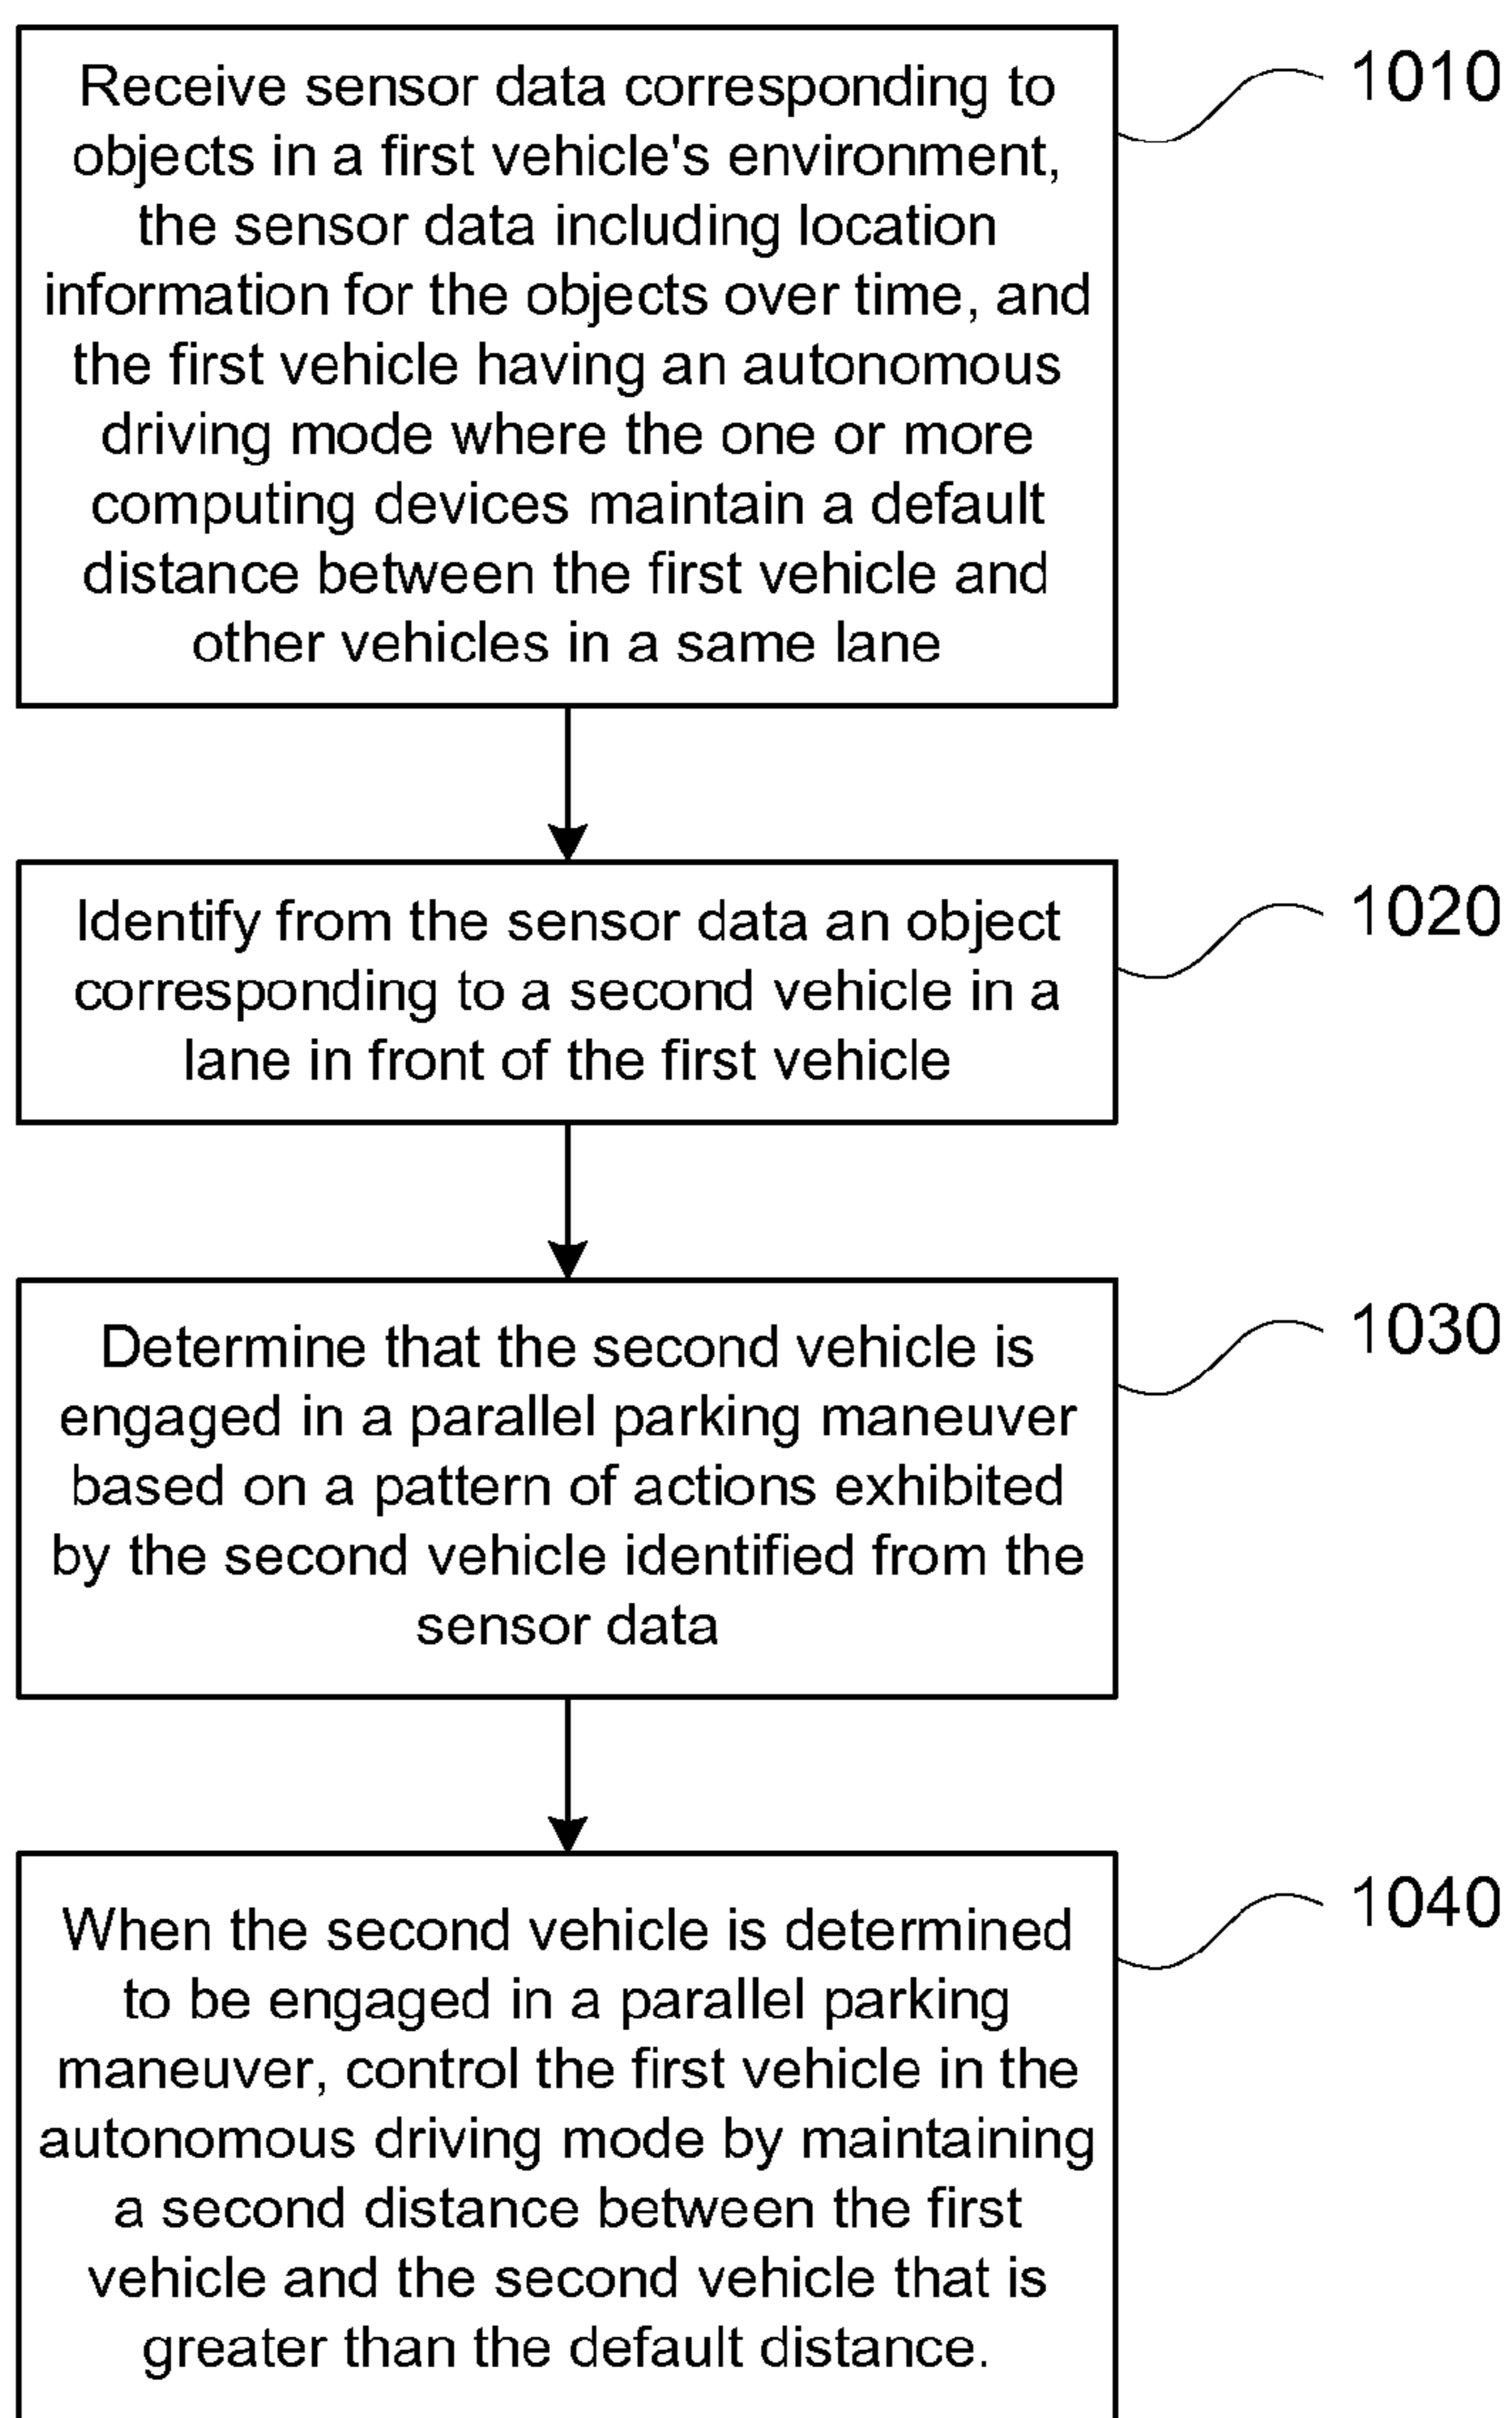 Receive sensor data corresponding to
objects in a first vehicle's environment,
the sensor data including location
information for the objects over time, and
the first vehicle having an autonomous
driving mode where the one or more
computing devices maintain a default
distance between the first vehicle and
other vehicles in a same lane
1010
Identify from the sensor data an object
corresponding to a second vehicle in a
lane in front of the first vehicle
1020
Determine that the second vehicle is
engaged in a parallel parking maneuver
based on a pattern of actions exhibited
by the second vehicle identified from the
sensor data
1030
When the second vehicle is determined
to be engaged in a parallel parking
maneuver, control the first vehicle in the
autonomous driving mode by maintaining
a second distance between the first
vehicle and the second vehicle that is
greater than the default distance.
1040